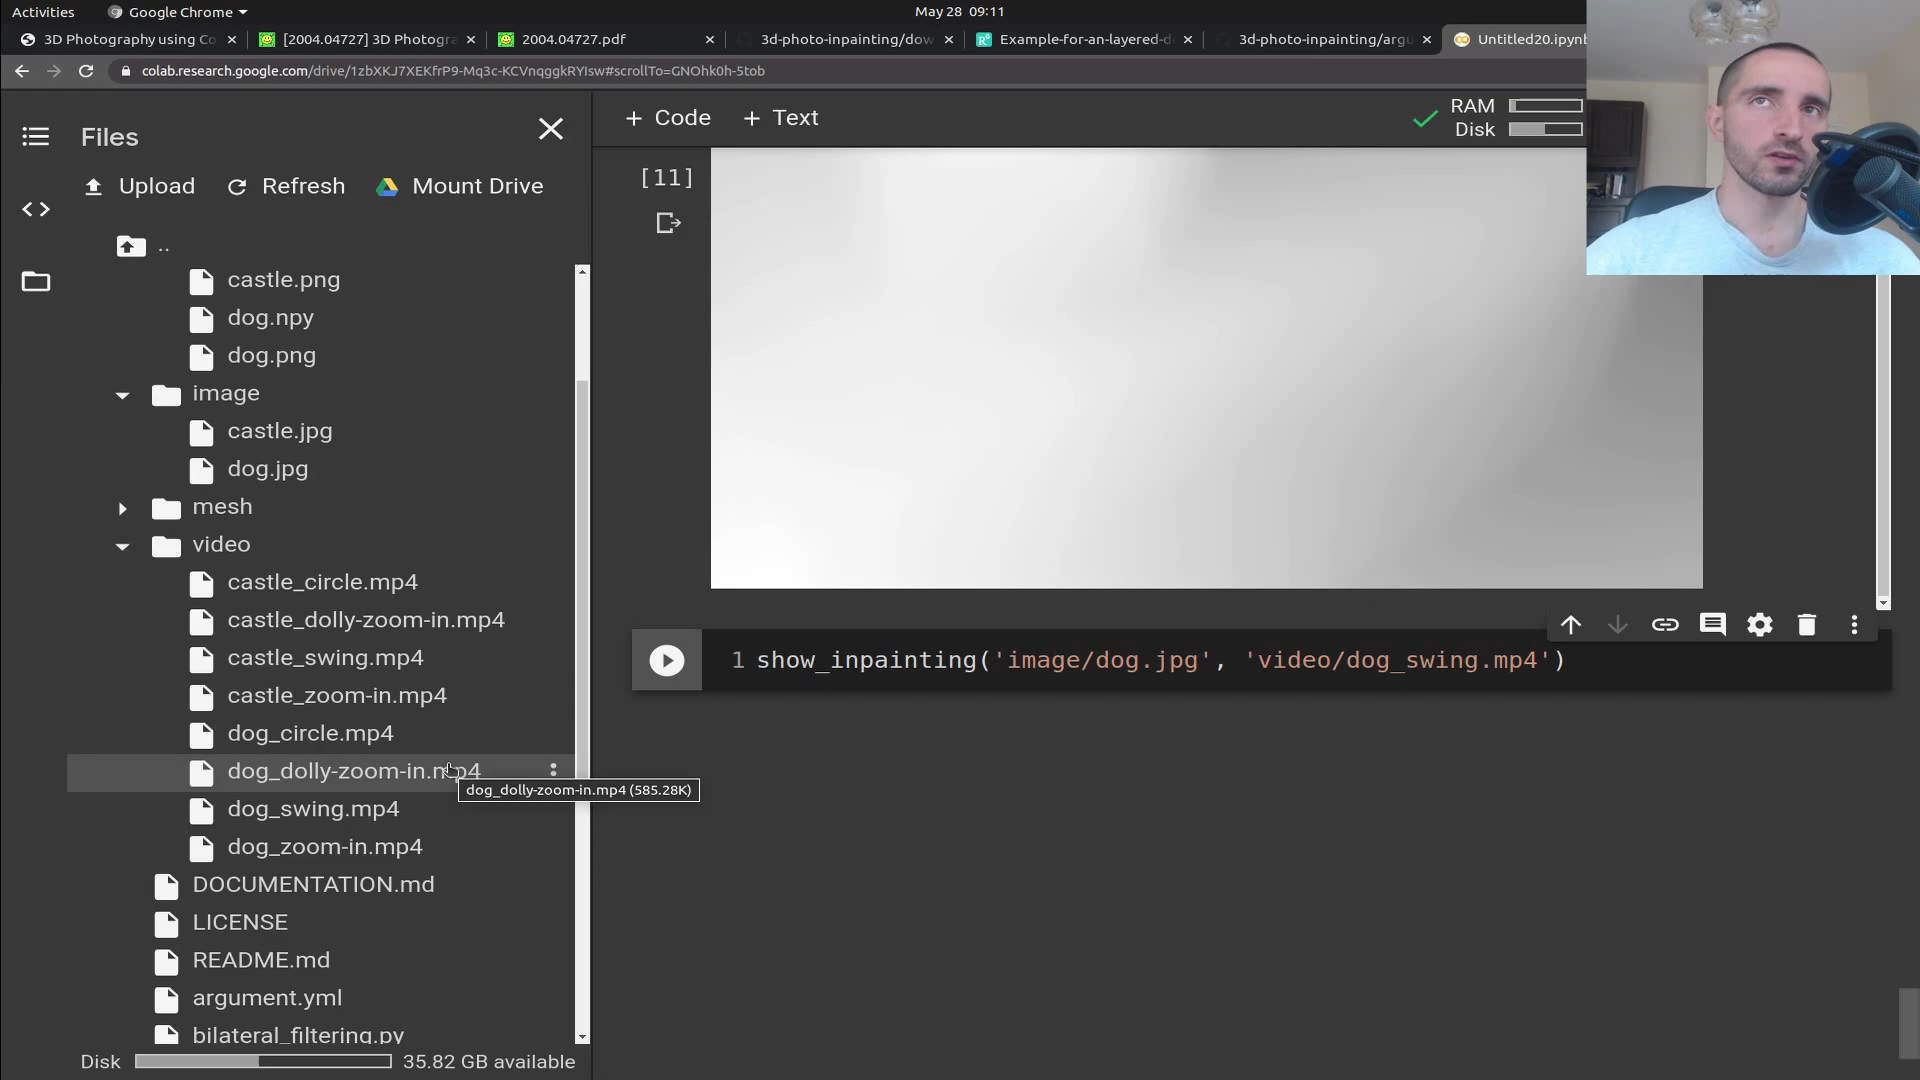 Activities
Google Chrome
May 28 09:11
3D Photography using Co
[2004.04727] 3D Photogra
2004.04727.pdf
3d-photo-inpainting/dow
Example-for-an-layered-d
3d-photo-inpainting/argu
Untitled20.ipynb
colab.research.google.com/drive/1zbXKJ7XEKfrP9-Mq3c-KCVnqggkRYIsw#scrollTo=GNOhk0h-5tob
Files
Upload
Refresh
Mount Drive
..
castle.png
dog.npy
dog.png
image
castle.jpg
dog.jpg
mesh
video
castle_circle.mp4
castle_dolly-zoom-in.mp4
castle_swing.mp4
castle_zoom-in.mp4
dog_circle.mp4
dog_dolly-zoom-in.mp4
dog_dolly-zoom-in.mp4 (585.28K)
dog_swing.mp4
dog_zoom-in.mp4
DOCUMENTATION.md
LICENSE
README.md
argument.yml
bilateral_filtering.py
Disk
35.82 GB available
+ Code
+ Text
RAM
Disk
[11]
1 show_inpainting('image/dog.jpg', 'video/dog_swing.mp4')